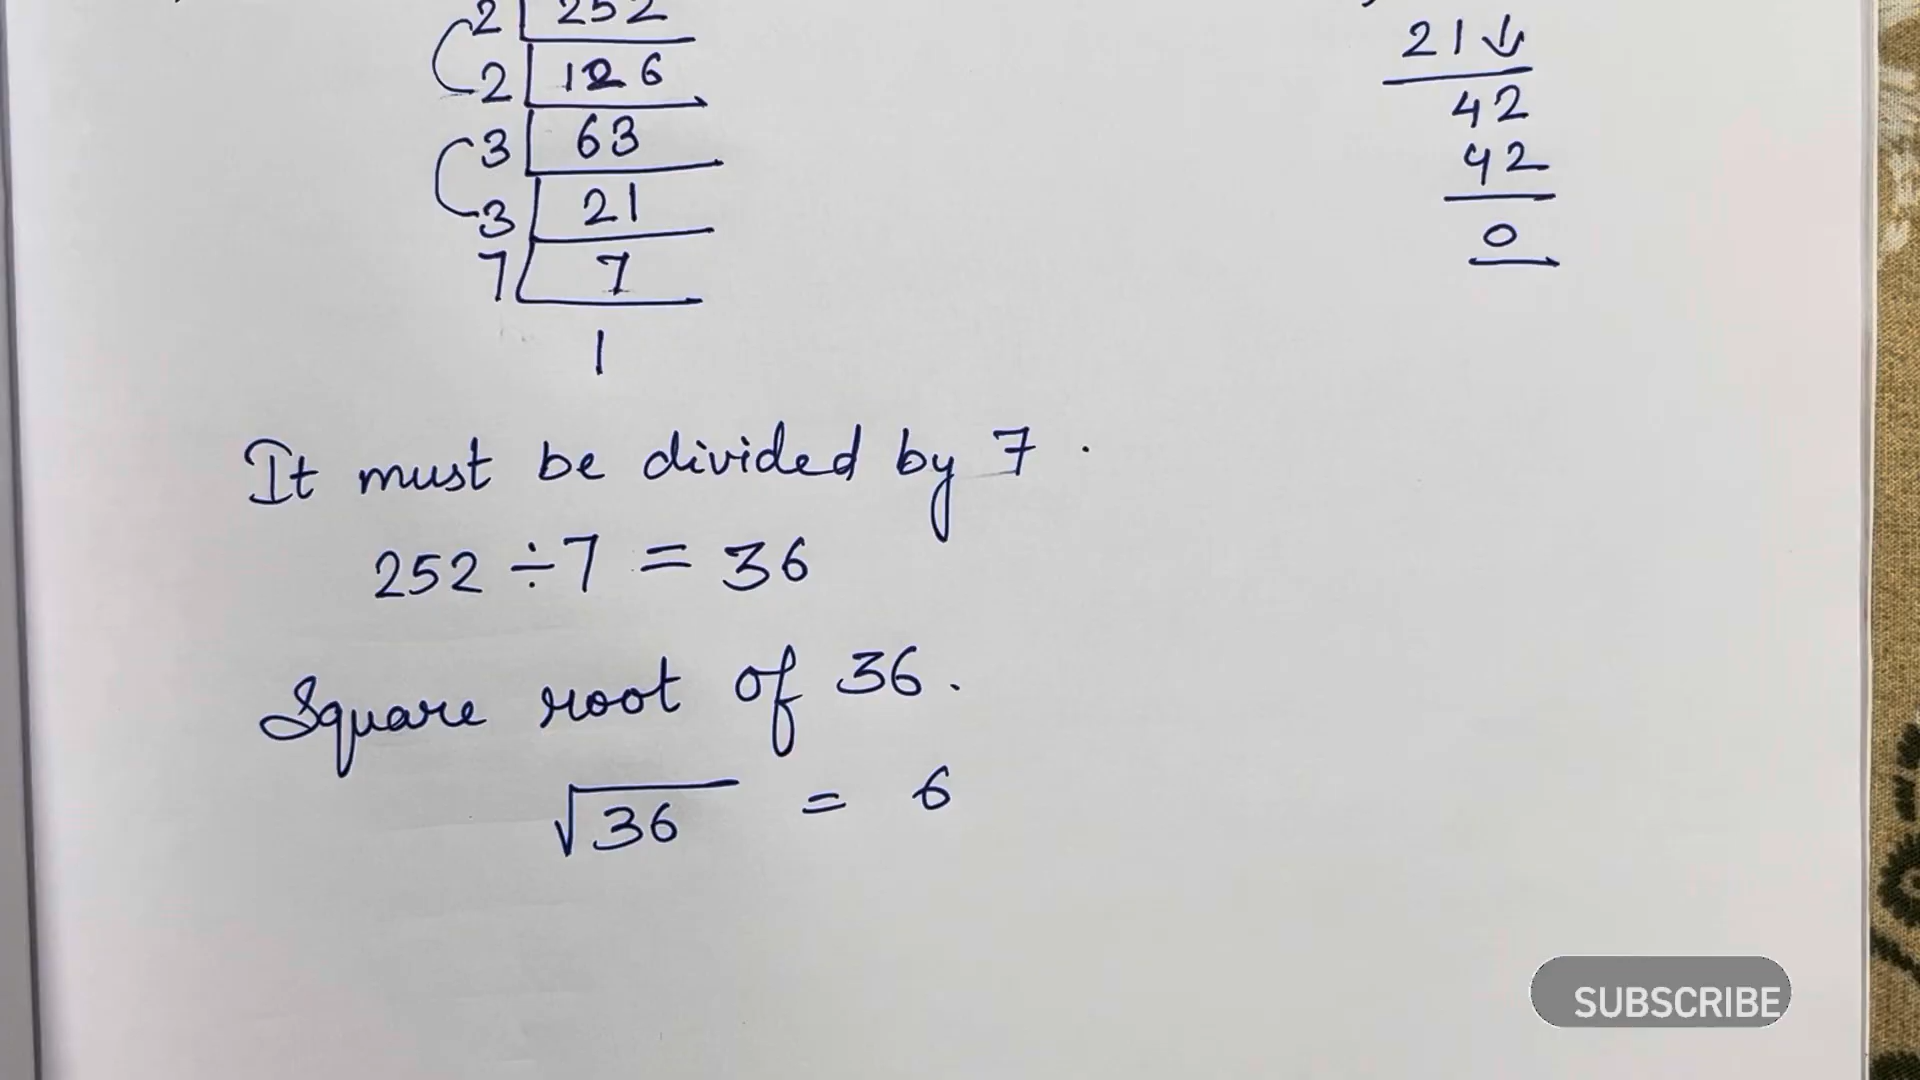 2 252
2 126
3 63
3 21
7 7
1
21↓
42
42
0
It must be divided by 7.
252 ÷ 7 = 36
Square root of 36.
√36 = 6
SUBSCRIBE